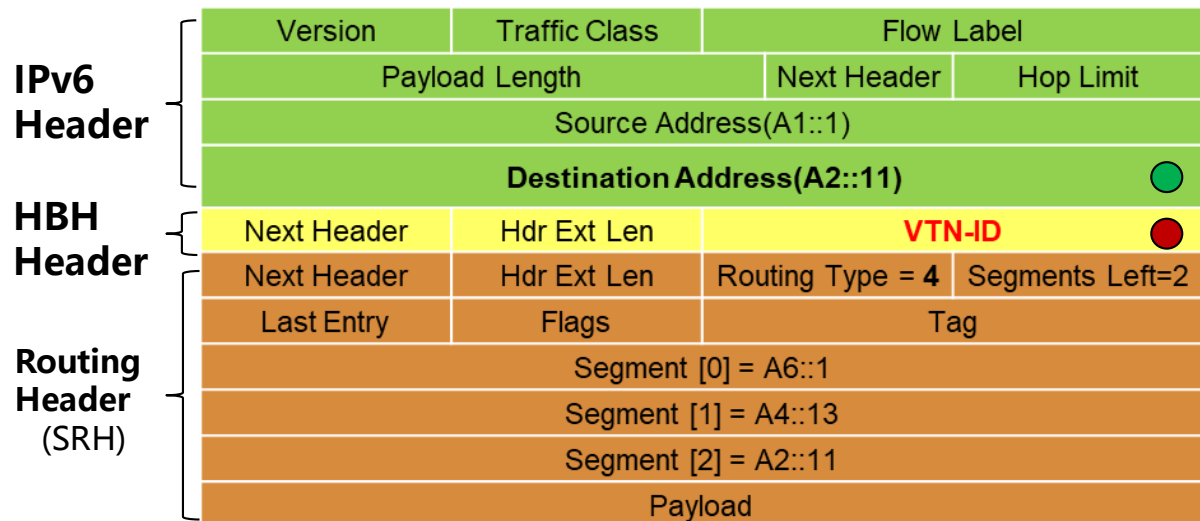 IPv6
Header
Version Traffic Class Flow Label
Payload Length Next Header Hop Limit
Source Address(A1::1)
Destination Address(A2::11)
HBH
Header
Next Header Hdr Ext Len VTN-ID
Routing
Header
(SRH)
Next Header Hdr Ext Len Routing Type = 4 Segments Left=2
Last Entry Flags Tag
Segment [0] = A6::1
Segment [1] = A4::13
Segment [2] = A2::11
Payload